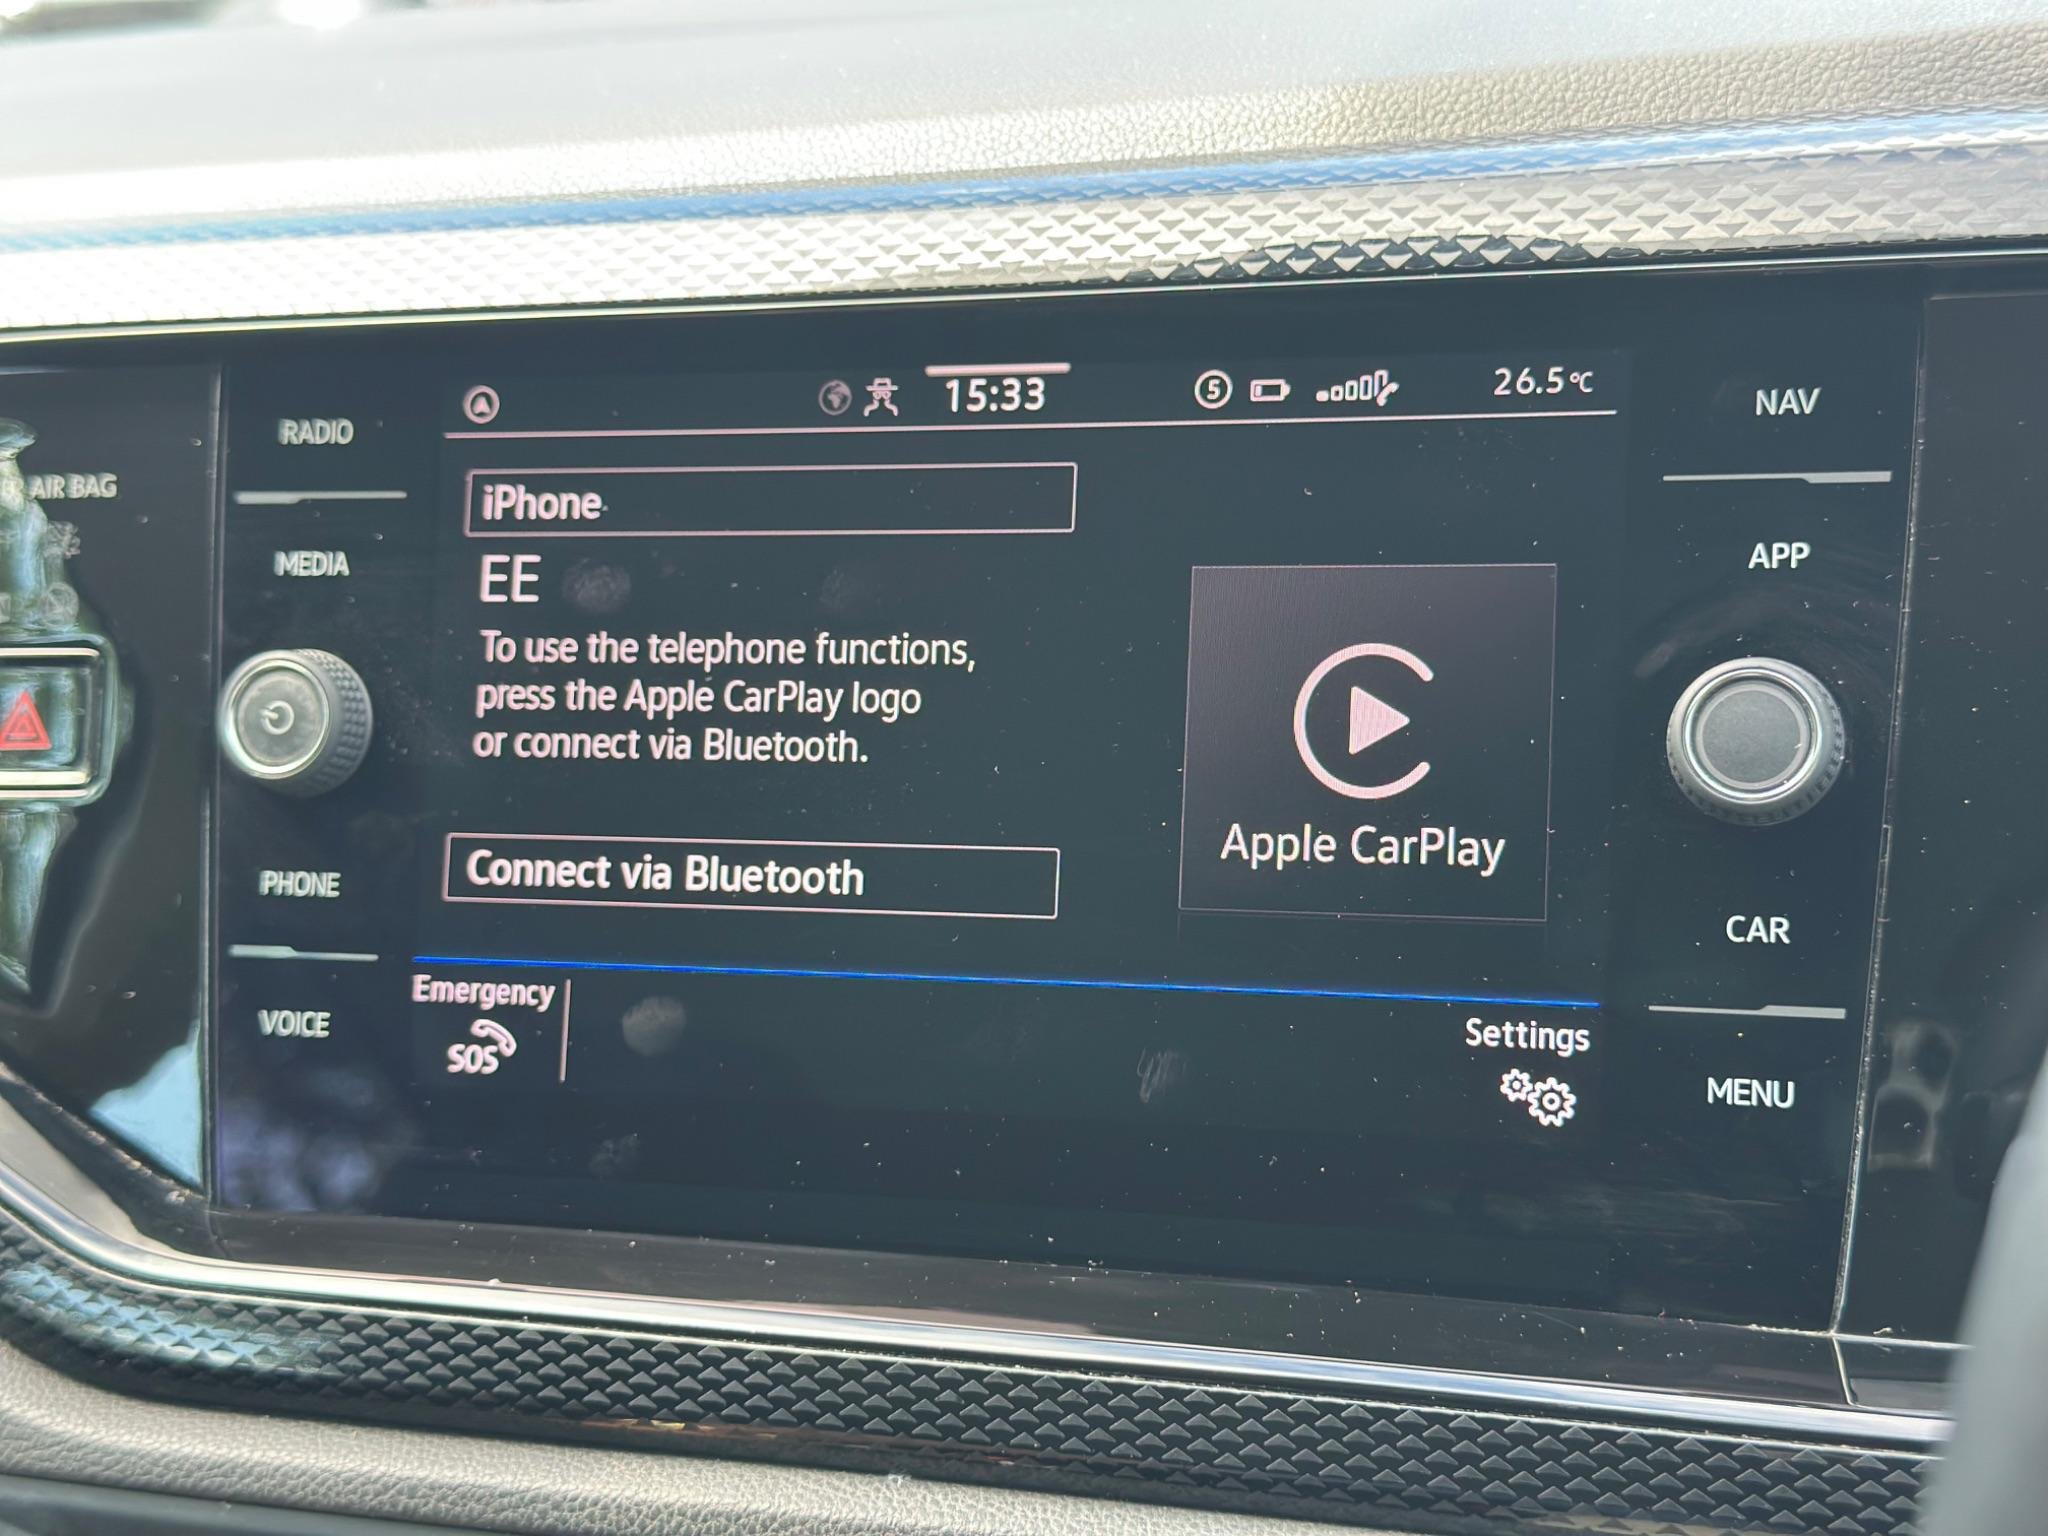 15:33
5
26.5°C
RADIO
NAV
AIR BAG
iPhone
MEDIA
EE
APP
To use the telephone functions,
press the Apple CarPlay logo
or connect via Bluetooth.
Apple CarPlay
PHONE
Connect via Bluetooth
CAR
Emergency
SOS
VOICE
Settings
MENU